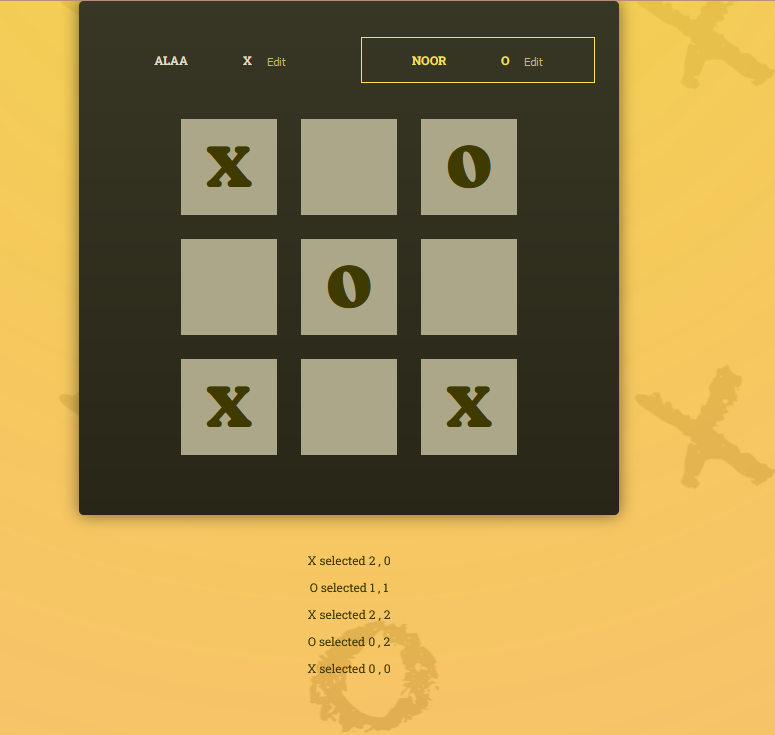 ALAA X Edit NOOR O Edit
X O
O
X X
X selected 2 , 0
O selected 1 , 1
X selected 2 , 2
O selected 0 , 2
X selected 0 , 0